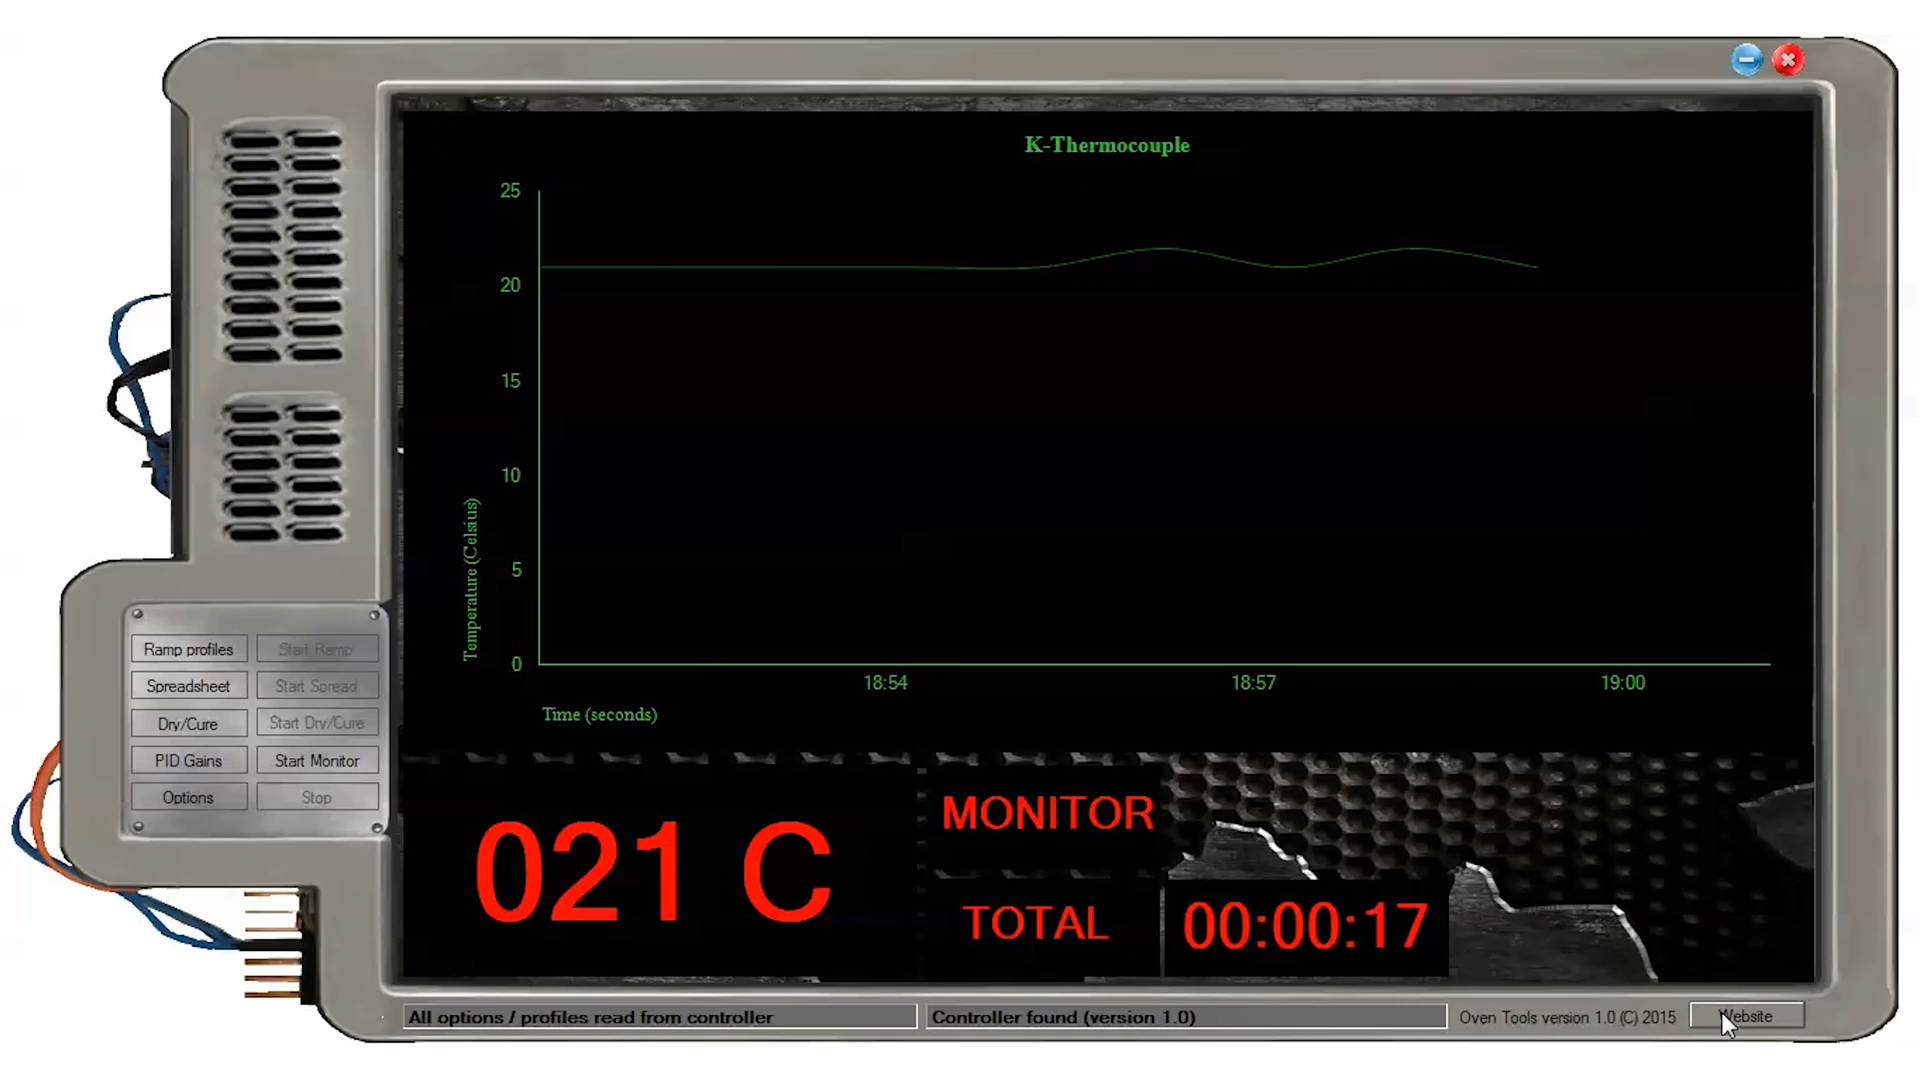 K-Thermocouple
25
20
15
10
5
0
Temperature (Celsius)
18:54
18:57
19:00
Time (seconds)
Ramp profiles
Start Ramp
Spreadsheet
Start Spread
Dry/Cure
Start Dry/Cure
PID Gains
Start Monitor
Options
Stop
021 C
MONITOR
TOTAL
00:00:17
All options / profiles read from controller
Controller found (version 1.0)
Oven Tools version 1.0 (C) 2015
Website